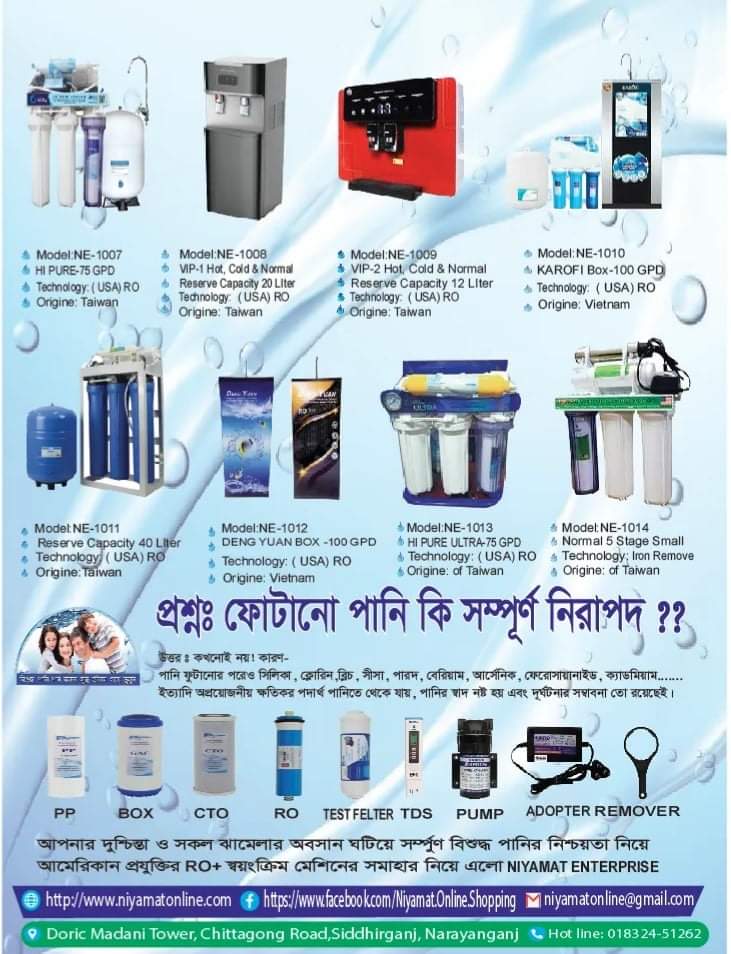 Model:NE-1007
HI PURE-75 GPD
Technology: ( USA) RO
Origine: Taiwan
Model:NE-1008
VIP-1 Hot, Cold & Normal
Reserve Capacity 20 LIter
Technology: ( USA) RO
Origine: Taiwan
Model:NE-1009
VIP-2 Hot, Cold & Normal
Reserve Capacity 12 LIter
Technology: ( USA) RO
Origine: Taiwan
Model:NE-1010
KAROFI Box-100 GPD
Technology: ( USA) RO
Origine: Vietnam
DENG YUAN
ULTRA
Model:NE-1011
Reserve Capacity 40 LIter
Technology: ( USA) RO
Origine:Taiwan
Model:NE-1012
DENG YUAN BOX -100 GPD
Technology: ( USA) RO
Origine: Vietnam
Model:NE-1013
HI PURE ULTRA-75 GPD
Technology: ( USA) RO
Origine: of Taiwan
Model:NE-1014
Normal 5 Stage Small
Technology; Iron Remove
Origine: of Taiwan
প্রশ্নঃ ফোটানো পানি কি সম্পূর্ণ নিরাপদ ??
উত্তর ঃ কখনোই নয়! কারণ-
পানি ফুটানোর পরেও সিলিকা , ক্লোরিন, ব্লিচ , সীসা, পারদ, বেরিয়াম, আর্সেনিক , ফেরোসায়ানাইড , ক্যাডমিয়াম......
ইত্যাদি অপ্রয়োজনীয় ক্ষতিকর পদার্থ পানিতে থেকে যায় , পানির স্বাদ নষ্ট হয় এবং দূর্ঘটনার সম্বাবনা তো রয়েছেই ।
PP
GAC
CTO
PP
BOX
CTO
RO
TEST FELTER
TDS
PUMP
ADOPTER
REMOVER
আপনার দুশ্চিন্তা ও সকল ঝামেলার অবসান ঘটিয়ে সর্ম্পুণ বিশুদ্ধ পানির নিশ্চয়তা নিয়ে
আমেরিকান প্রযুক্তির RO+ স্বয়ংক্রিম মেশিনের সমাহার নিয়ে এলো NIYAMAT ENTERPRISE
http://www.niyamatonline.com
https://www.facebook.com/Niyamat.Online.Shopping
niyamatonline@gmail.com
Doric Madani Tower, Chittagong Road,Siddhirganj, Narayanganj
Hot line: 018324-51262